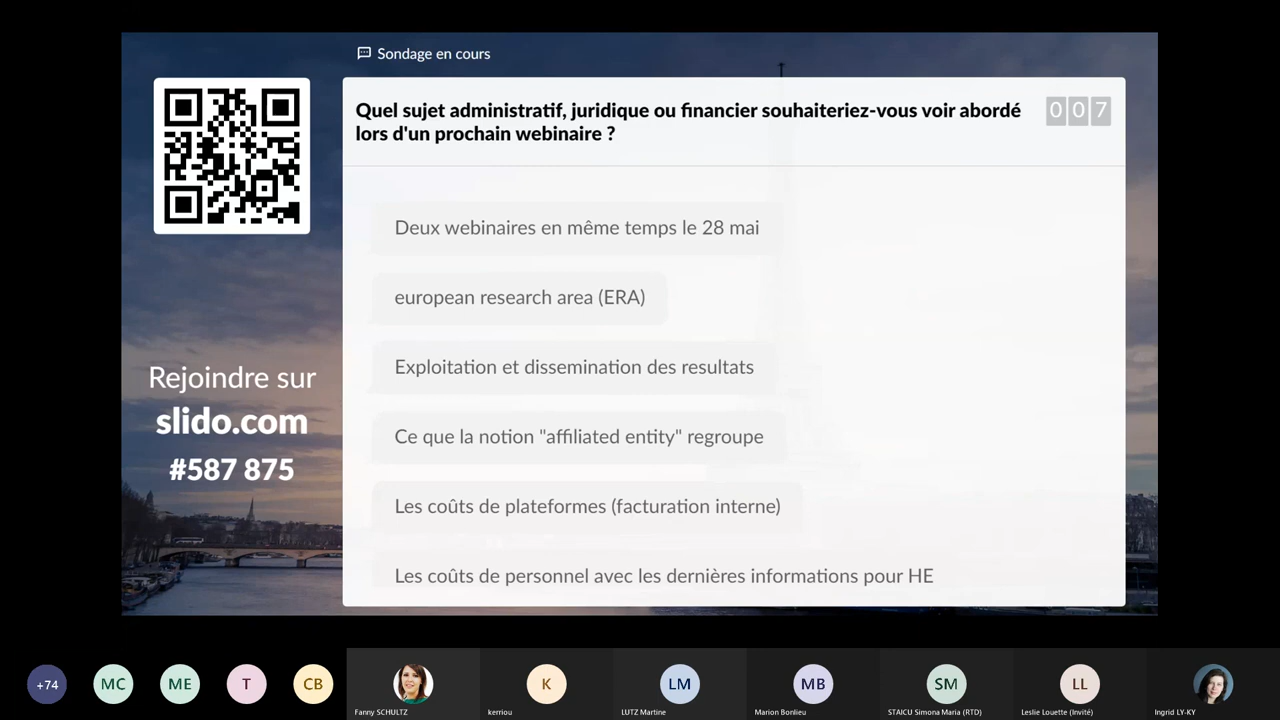 Sondage en cours
Quel sujet administratif, juridique ou financier souhaiteriez-vous voir abordé
lors d'un prochain webinaire ?
007
Deux webinaires en même temps le 28 mai
european research area (ERA)
Exploitation et dissemination des resultats
Ce que la notion "affiliated entity" regroupe
Les coûts de plateformes (facturation interne)
Les coûts de personnel avec les dernières informations pour HE
Rejoindre sur
slido.com
#587 875
+74
MC
ME
T
CB
Fanny SCHULTZ
K
kerriou
LM
LUTZ Martine
MB
Marion Bonlieu
SM
STAICU Simona Maria (RTD)
LL
Leslie Louette (Invité)
Ingrid LY-KY